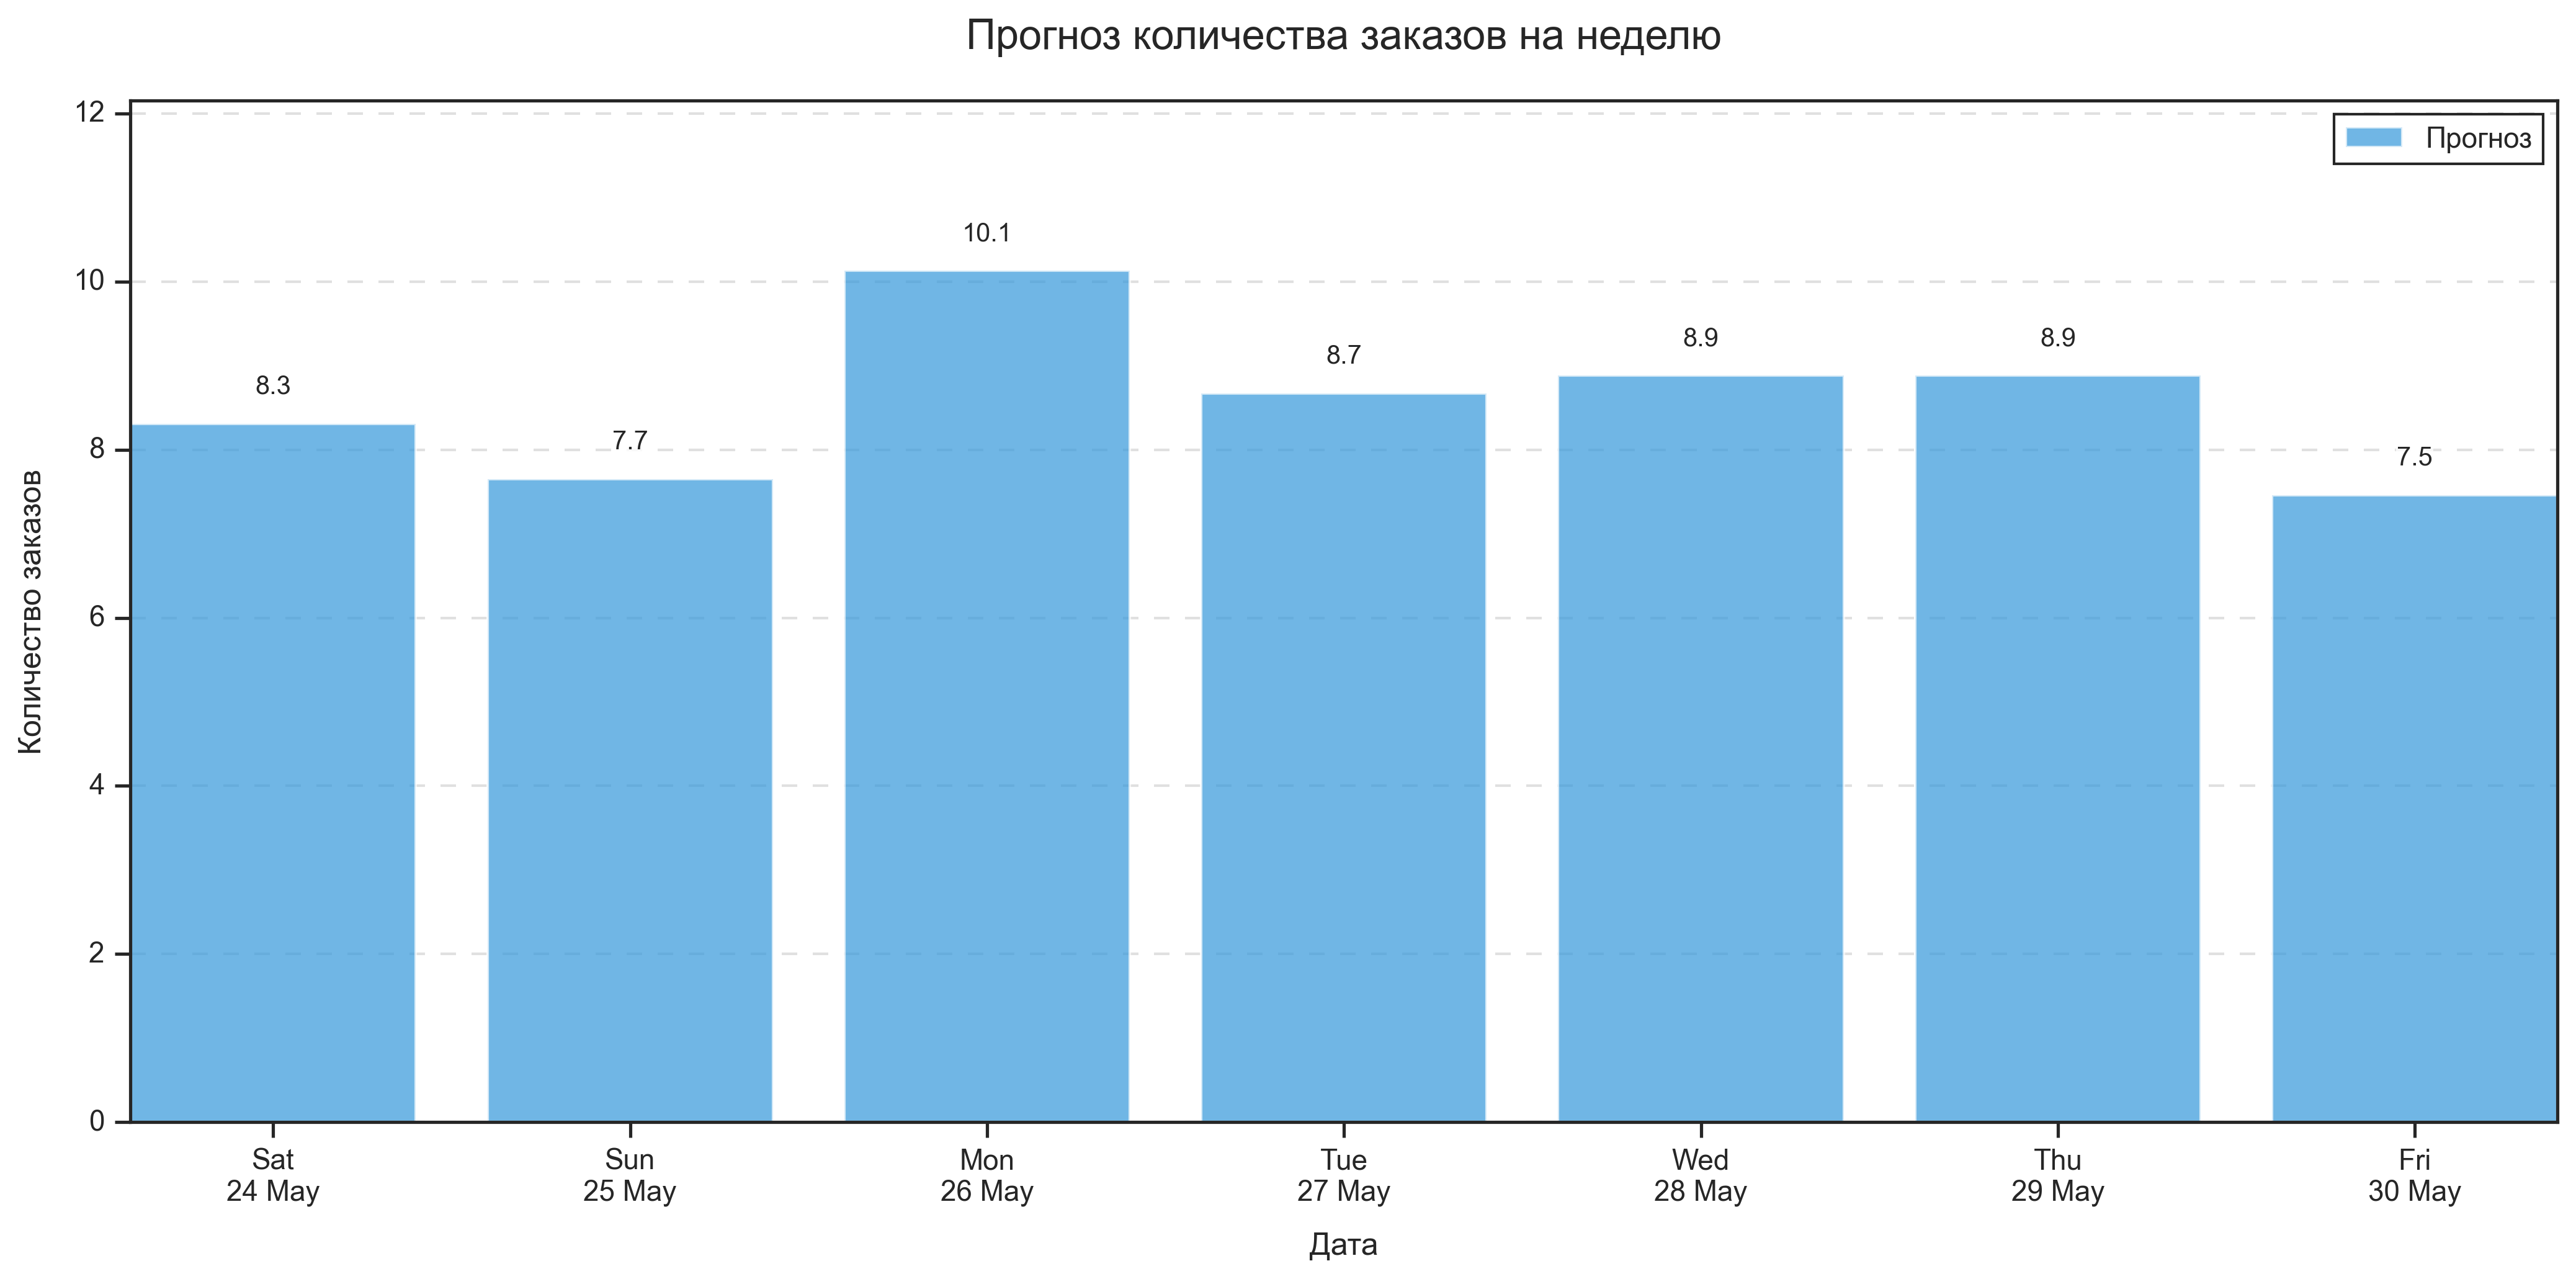 Прогноз количества заказов на неделю
Прогноз
Количество заказов
12
10
8
6
4
2
0
8.3
7.7
10.1
8.7
8.9
8.9
7.5
Sat
24 May
Sun
25 May
Mon
26 May
Tue
27 May
Wed
28 May
Thu
29 May
Fri
30 May
Дата